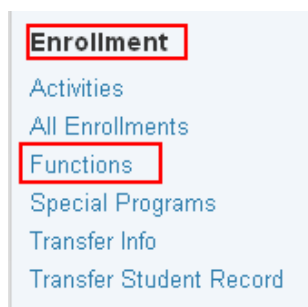 Enrollment
Activities
All Enrollments
Functions
Special Programs
Transfer Info
Transfer Student Record